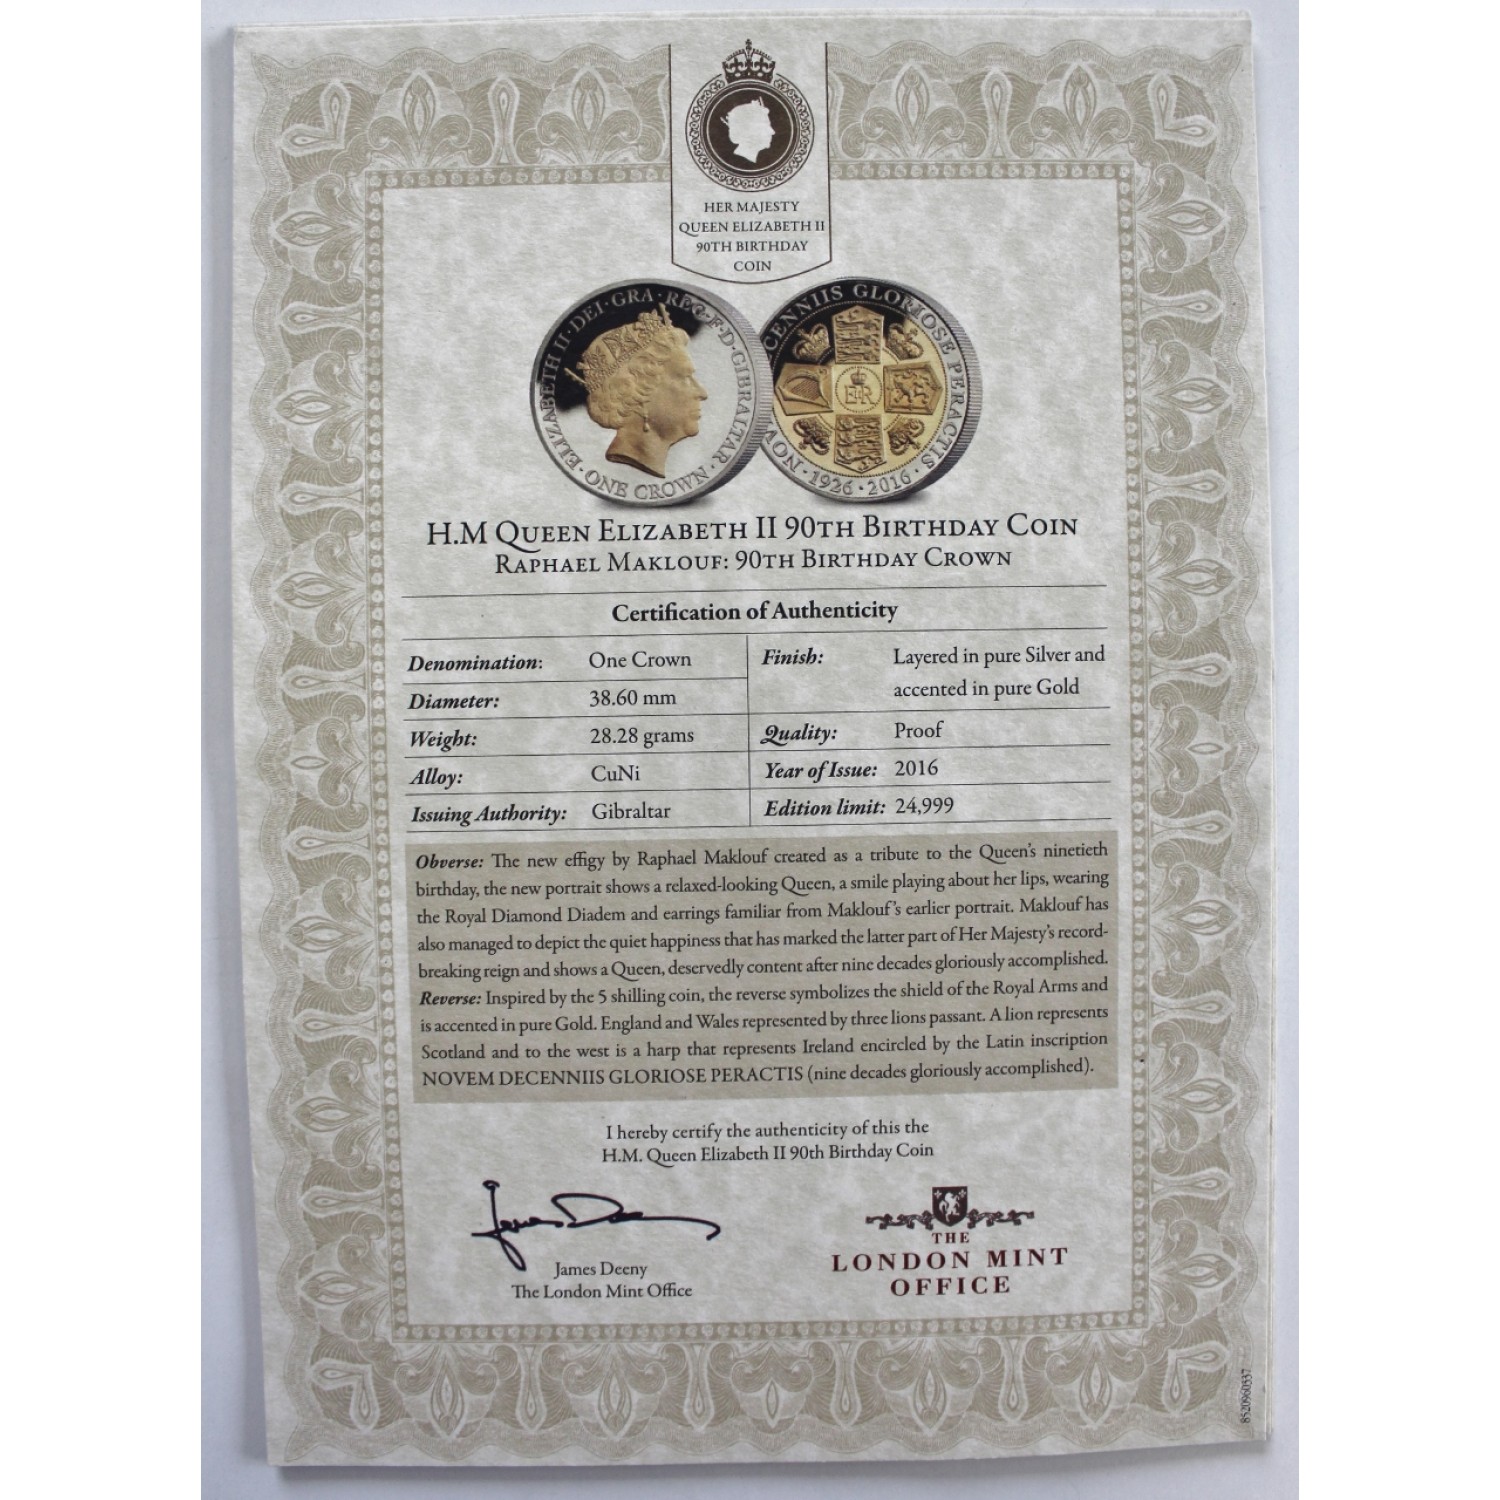 HER MAJESTY
QUEEN ELIZABETH II
90TH BIRTHDAY
COIN
ELIZABETH II · DEI · GRA · REG · F · D · GIBRALTAR · ONE CROWN
CENNIIS GLORIOSE PERACTIS · 1926 · 2016 · NOV
E II R
H.M QUEEN ELIZABETH II 90TH BIRTHDAY COIN
RAPHAEL MAKLOUF: 90TH BIRTHDAY CROWN
Certification of Authenticity
Denomination: One Crown
Diameter: 38.60 mm
Weight: 28.28 grams
Alloy: CuNi
Issuing Authority: Gibraltar
Finish: Layered in pure Silver and
accented in pure Gold
Quality: Proof
Year of Issue: 2016
Edition limit: 24,999
Obverse: The new effigy by Raphael Maklouf created as a tribute to the Queen's ninetieth
birthday, the new portrait shows a relaxed-looking Queen, a smile playing about her lips, wearing
the Royal Diamond Diadem and earrings familiar from Maklouf's earlier portrait. Maklouf has
also managed to depict the quiet happiness that has marked the latter part of Her Majesty's record-
breaking reign and shows a Queen, deservedly content after nine decades gloriously accomplished.
Reverse: Inspired by the 5 shilling coin, the reverse symbolizes the shield of the Royal Arms and
is accented in pure Gold. England and Wales represented by three lions passant. A lion represents
Scotland and to the west is a harp that represents Ireland encircled by the Latin inscription
NOVEM DECENNIIS GLORIOSE PERACTIS (nine decades gloriously accomplished).
I hereby certify the authenticity of this the
H.M. Queen Elizabeth II 90th Birthday Coin
James Deeny
James Deeny
The London Mint Office
THE
LONDON MINT
OFFICE
8520960337